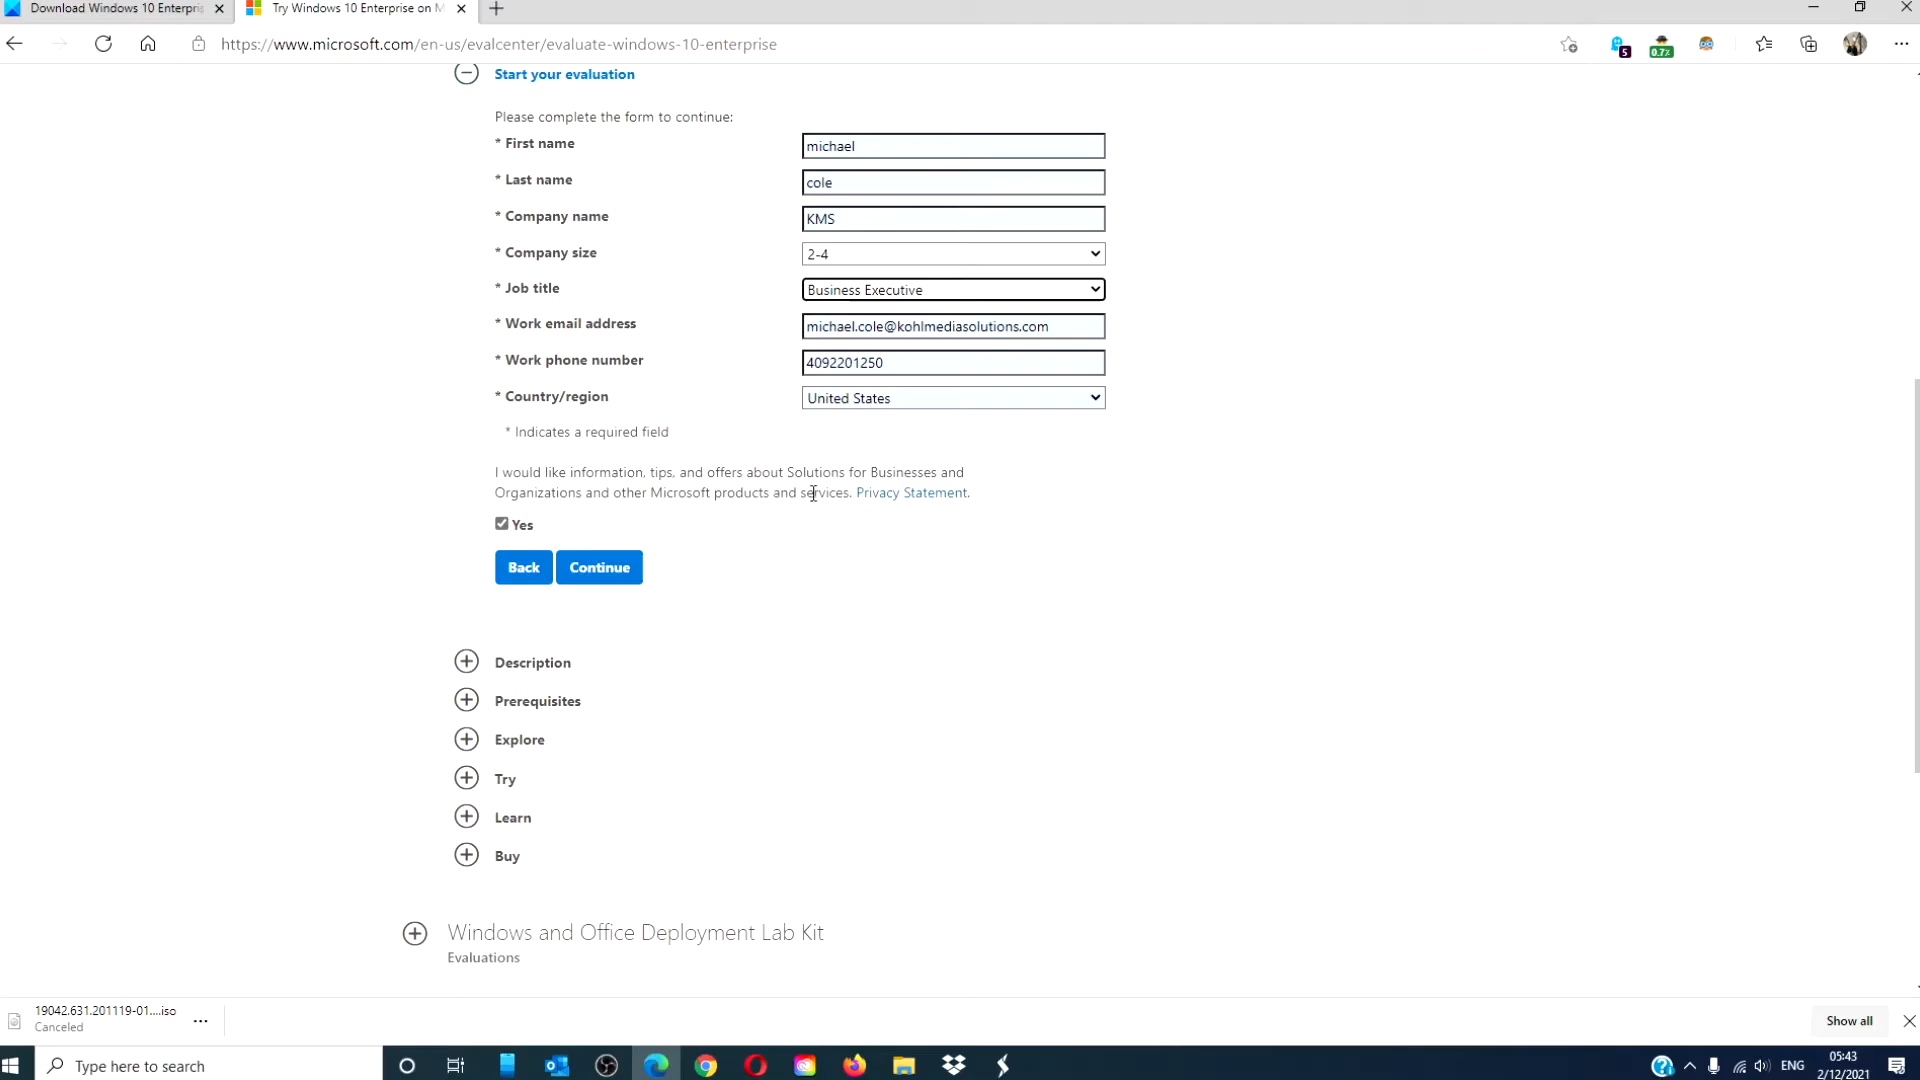 Download Windows 10 Enterpris
Try Windows 10 Enterprise on M
https://www.microsoft.com/en-us/evalcenter/evaluate-windows-10-enterprise
5
0.7%
Start your evaluation
Please complete the form to continue:
* First name
michael
* Last name
cole
* Company name
KMS
* Company size
2-4
* Job title
Business Executive
* Work email address
michael.cole@kohlmediasolutions.com
* Work phone number
4092201250
* Country/region
United States
* Indicates a required field
I would like information, tips, and offers about Solutions for Businesses and
Organizations and other Microsoft products and services. Privacy Statement.
Yes
Back
Continue
Description
Prerequisites
Explore
Try
Learn
Buy
Windows and Office Deployment Lab Kit
Evaluations
19042.631.201119-01....iso
Canceled
Show all
Type here to search
ENG
05:43
2/12/2021